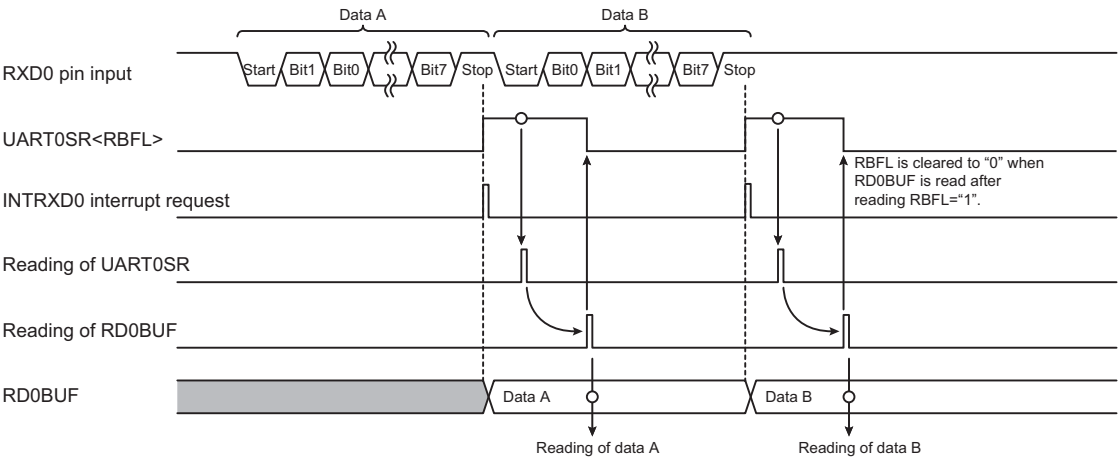 Data A
Data B
RXD0 pin input
Start
Bit1
Bit0
Bit7
Stop
Start
Bit0
Bit1
Bit7
Stop
UART0SR<RBFL>
RBFL is cleared to “0” when
RD0BUF is read after
reading RBFL=“1”.
INTRXD0 interrupt request
Reading of UART0SR
Reading of RD0BUF
RD0BUF
Data A
Data B
Reading of data A
Reading of data B